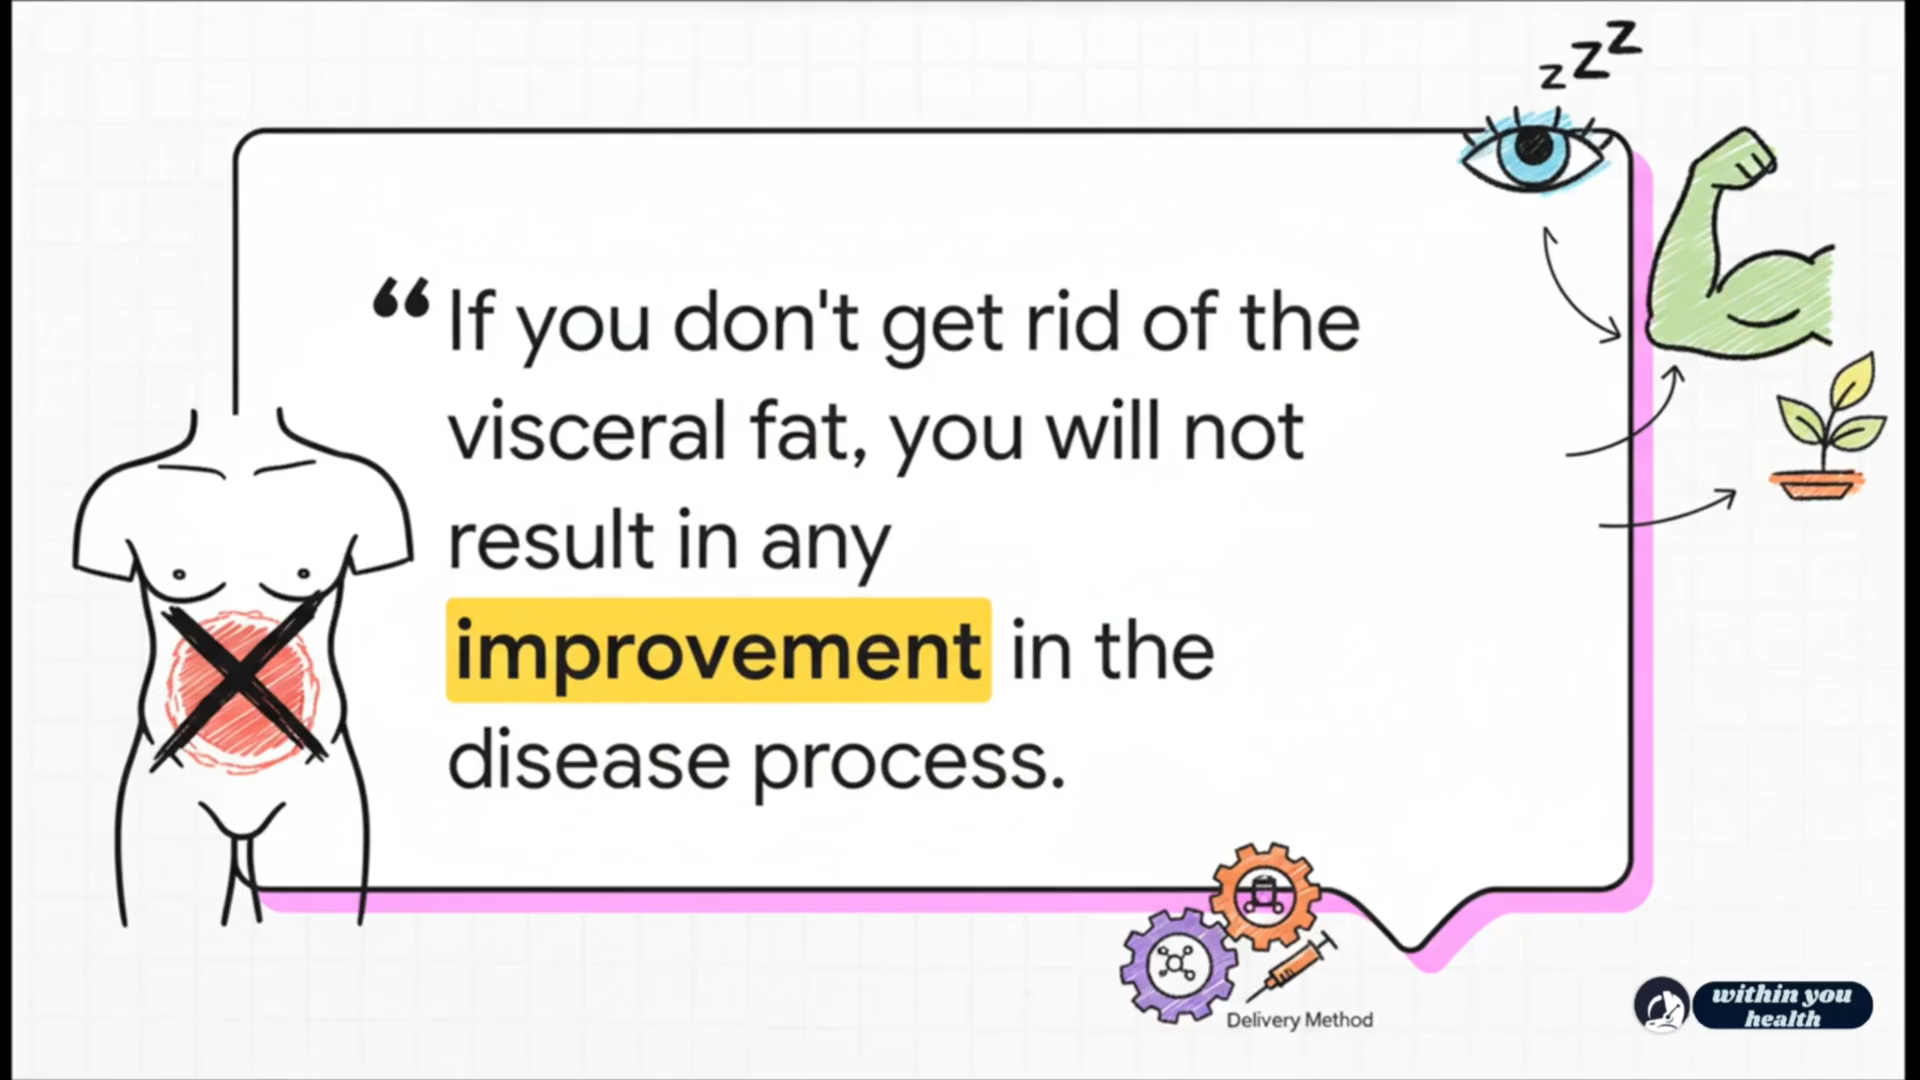 z z z
“ If you don't get rid of the
visceral fat, you will not
result in any
improvement in the
disease process.
Delivery Method
within you
health